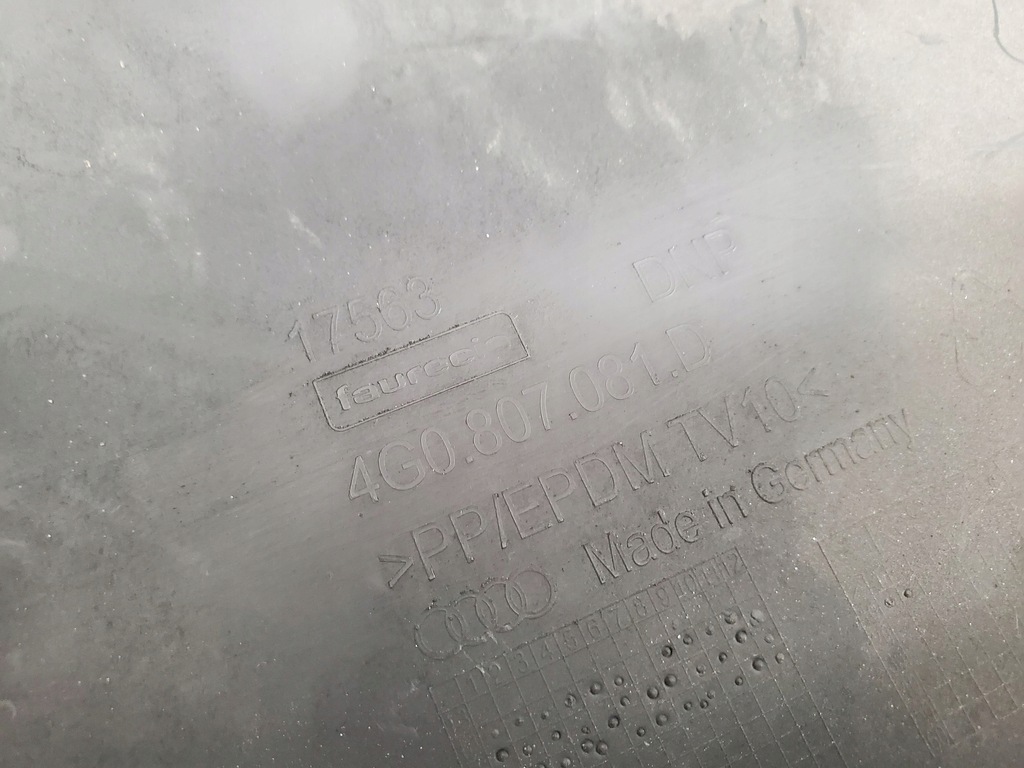 17563
DNP
faurecia
4G0.807.081.D
>PP/EPDM TV10<
Made in Germany
1 2 3 4 5 6 7 8 9 10 11 12